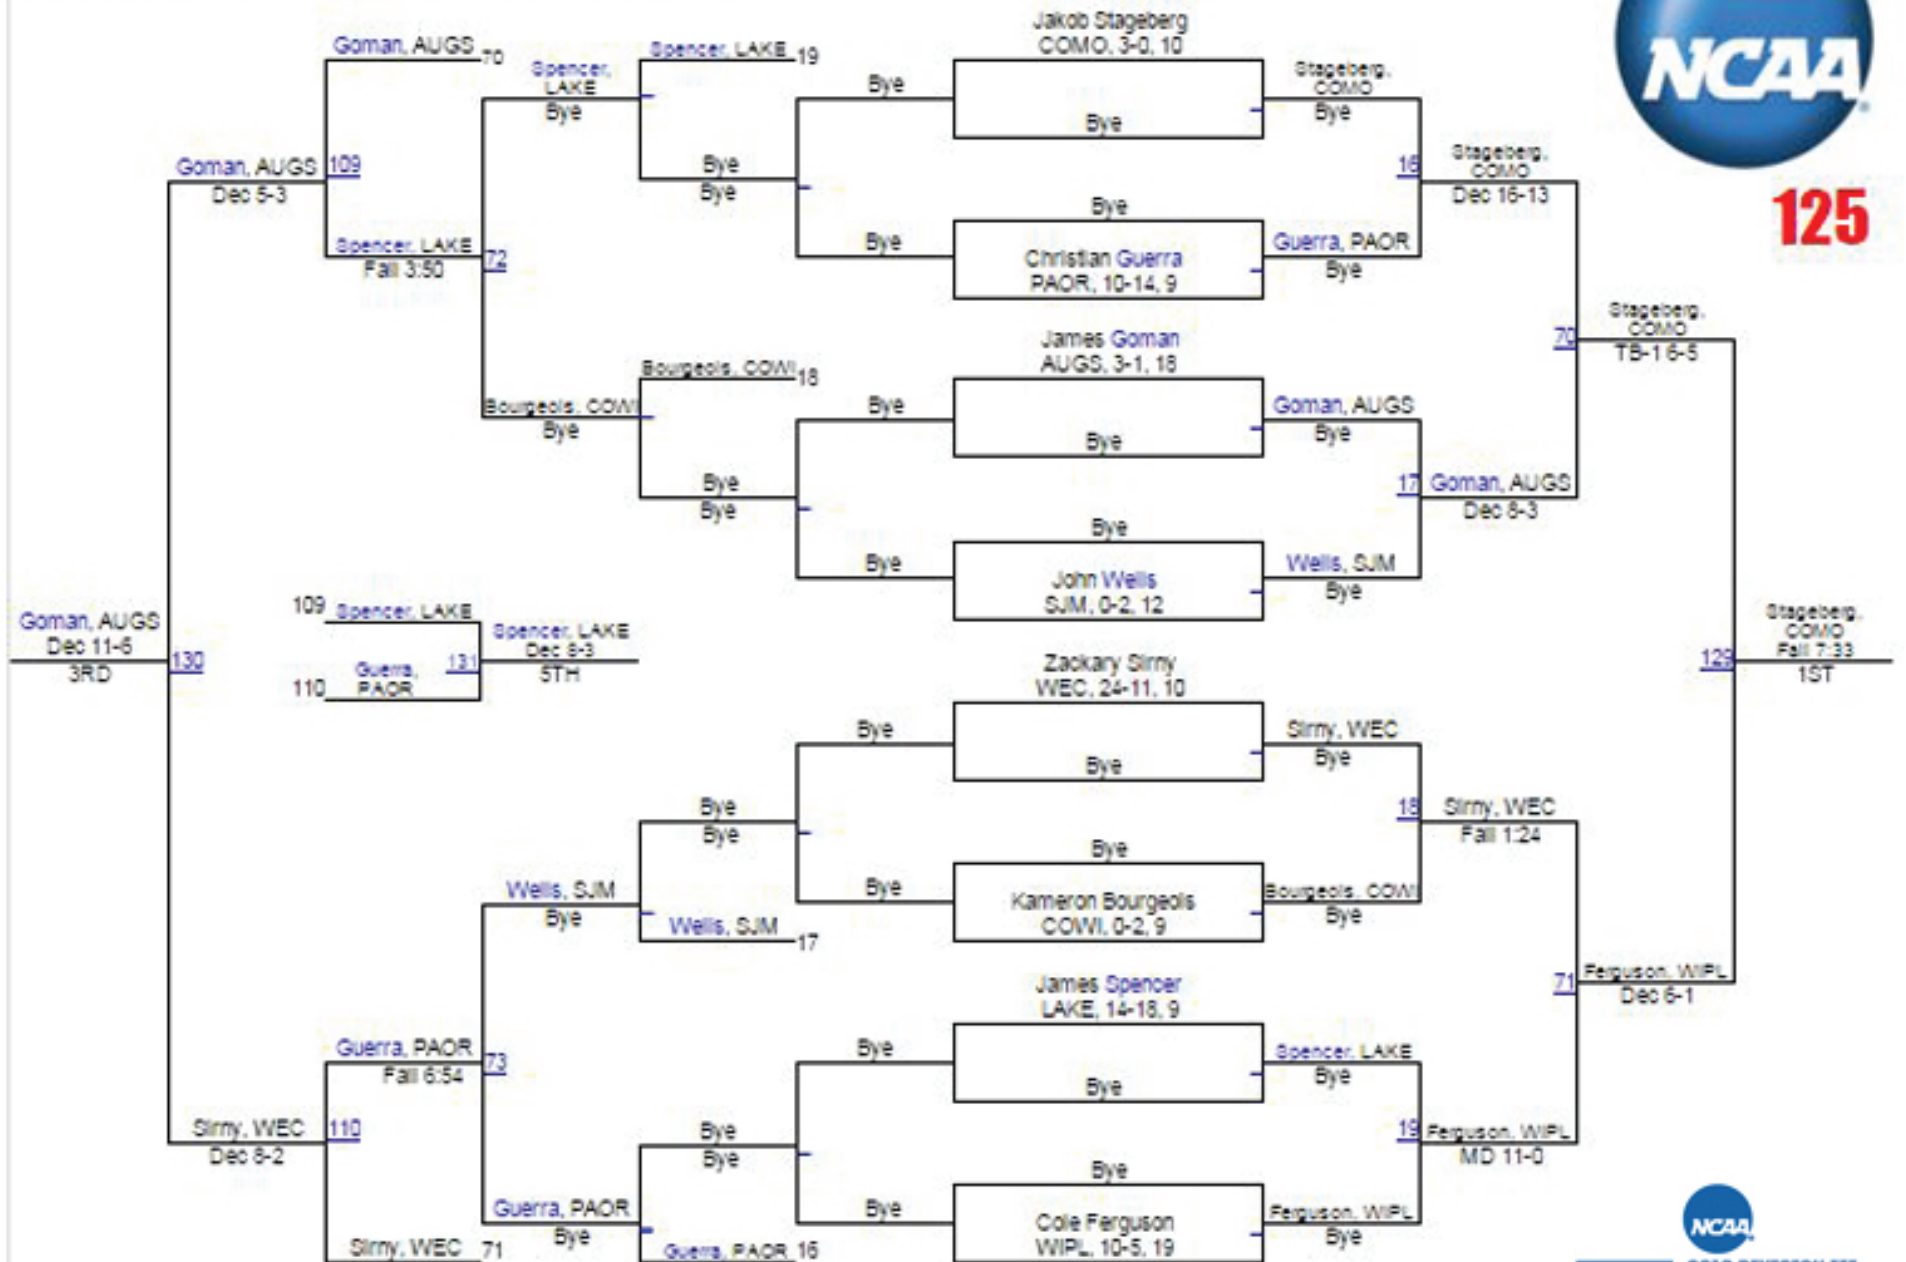 Goman, AUGS 70
Spencer, LAKE
Bye
Spencer, LAKE 19
Bye
Jakob Stageberg
COMO, 3-0, 10
Bye
Stageberg, COMO
Bye
NCAA
Goman, AUGS
Dec 5-3
109
Bye
Bye
16
Stageberg, COMO
Dec 16-13
125
Spencer, LAKE
Fall 3:50
72
Bye
Bye
Christian Guerra
PAOR, 10-14, 9
Guerra, PAOR
Bye
Bourgeois, COWI 18
James Goman
AUGS, 3-1, 18
70
Stageberg, COMO
TB-1 6-5
Bourgeois, COWI
Bye
Bye
Bye
Goman, AUGS
Bye
Bye
Bye
17
Goman, AUGS
Dec 8-3
Bye
Bye
John Wells
SJM, 0-2, 12
Wells, SJM
Bye
Goman, AUGS
Dec 11-6
3RD
130
109 Spencer, LAKE
110 Guerra, PAOR
131
Spencer, LAKE
Dec 8-3
5TH
129
Stageberg, COMO
Fall 7:33
1ST
Zackary Sirny
WEC, 24-11, 10
Bye
Bye
Sirny, WEC
Bye
Bye
Bye
18
Sirny, WEC
Fall 1:24
Wells, SJM
Bye
Wells, SJM 17
Bye
Bye
Kameron Bourgeois
COWI, 0-2, 9
Bourgeois, COWI
Bye
James Spencer
LAKE, 14-18, 9
71
Ferguson, WIPL
Dec 6-1
Guerra, PAOR
Fall 6:54
73
Bye
Bye
Spencer, LAKE
Bye
Sirny, WEC
Dec 8-2
110
Bye
Bye
19
Ferguson, WIPL
MD 11-0
Sirny, WEC 71
Guerra, PAOR
Bye
Guerra, PAOR 16
Bye
Bye
Cole Ferguson
WIPL, 10-5, 19
Ferguson, WIPL
Bye
NCAA